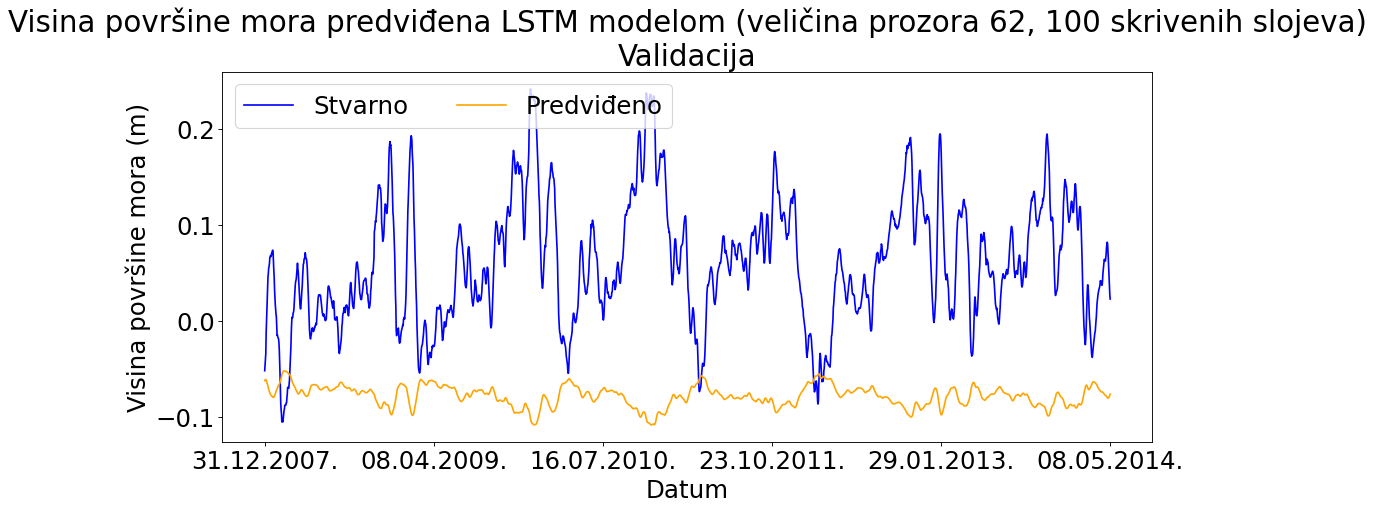 Visina površine mora predviđena LSTM modelom (veličina prozora 62, 100 skrivenih slojeva)
Validacija
Stvarno Predviđeno
Visina površine mora (m)
0.2
0.1
0.0
−0.1
31.12.2007. 08.04.2009. 16.07.2010. 23.10.2011. 29.01.2013. 08.05.2014.
Datum